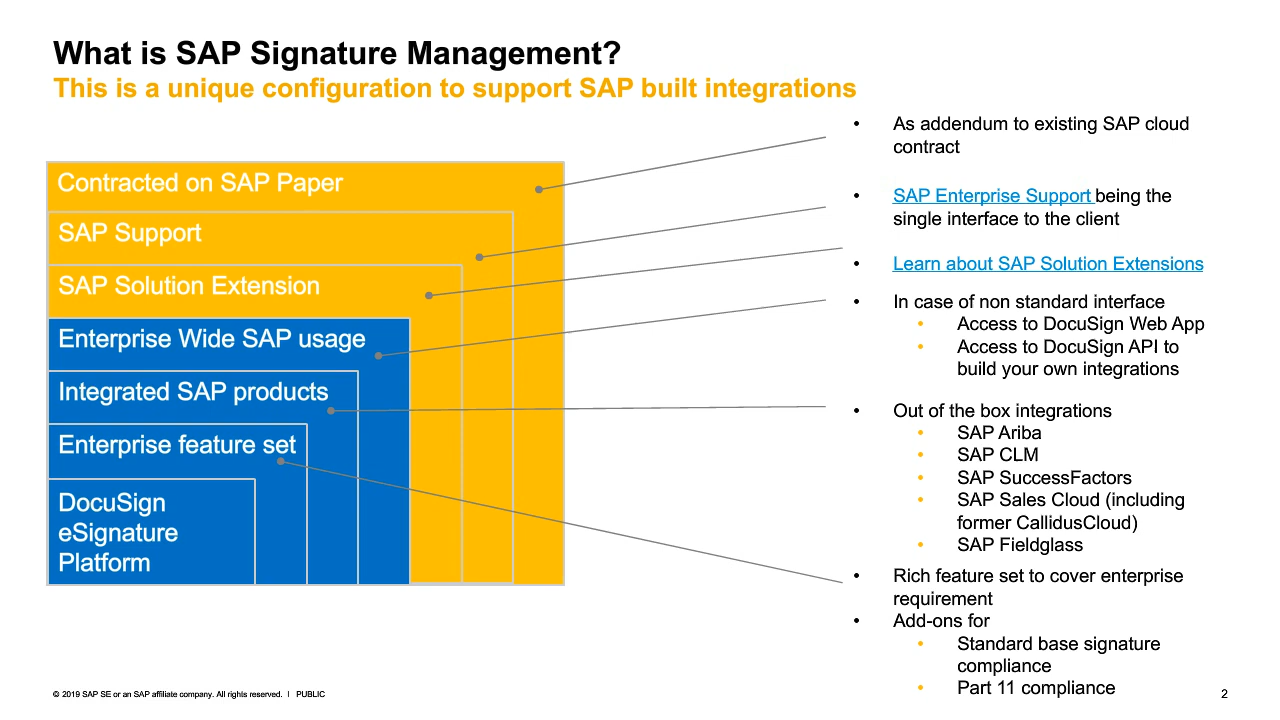 What is SAP Signature Management?
This is a unique configuration to support SAP built integrations
Contracted on SAP Paper
SAP Support
SAP Solution Extension
Enterprise Wide SAP usage
Integrated SAP products
Enterprise feature set
DocuSign
eSignature
Platform
• As addendum to existing SAP cloud
contract
• SAP Enterprise Support being the
single interface to the client
• Learn about SAP Solution Extensions
• In case of non standard interface
• Access to DocuSign Web App
• Access to DocuSign API to
build your own integrations
• Out of the box integrations
• SAP Ariba
• SAP CLM
• SAP SuccessFactors
• SAP Sales Cloud (including
former CallidusCloud)
• SAP Fieldglass
• Rich feature set to cover enterprise
requirement
• Add-ons for
• Standard base signature
compliance
• Part 11 compliance
© 2019 SAP SE or an SAP affiliate company. All rights reserved. | PUBLIC
2